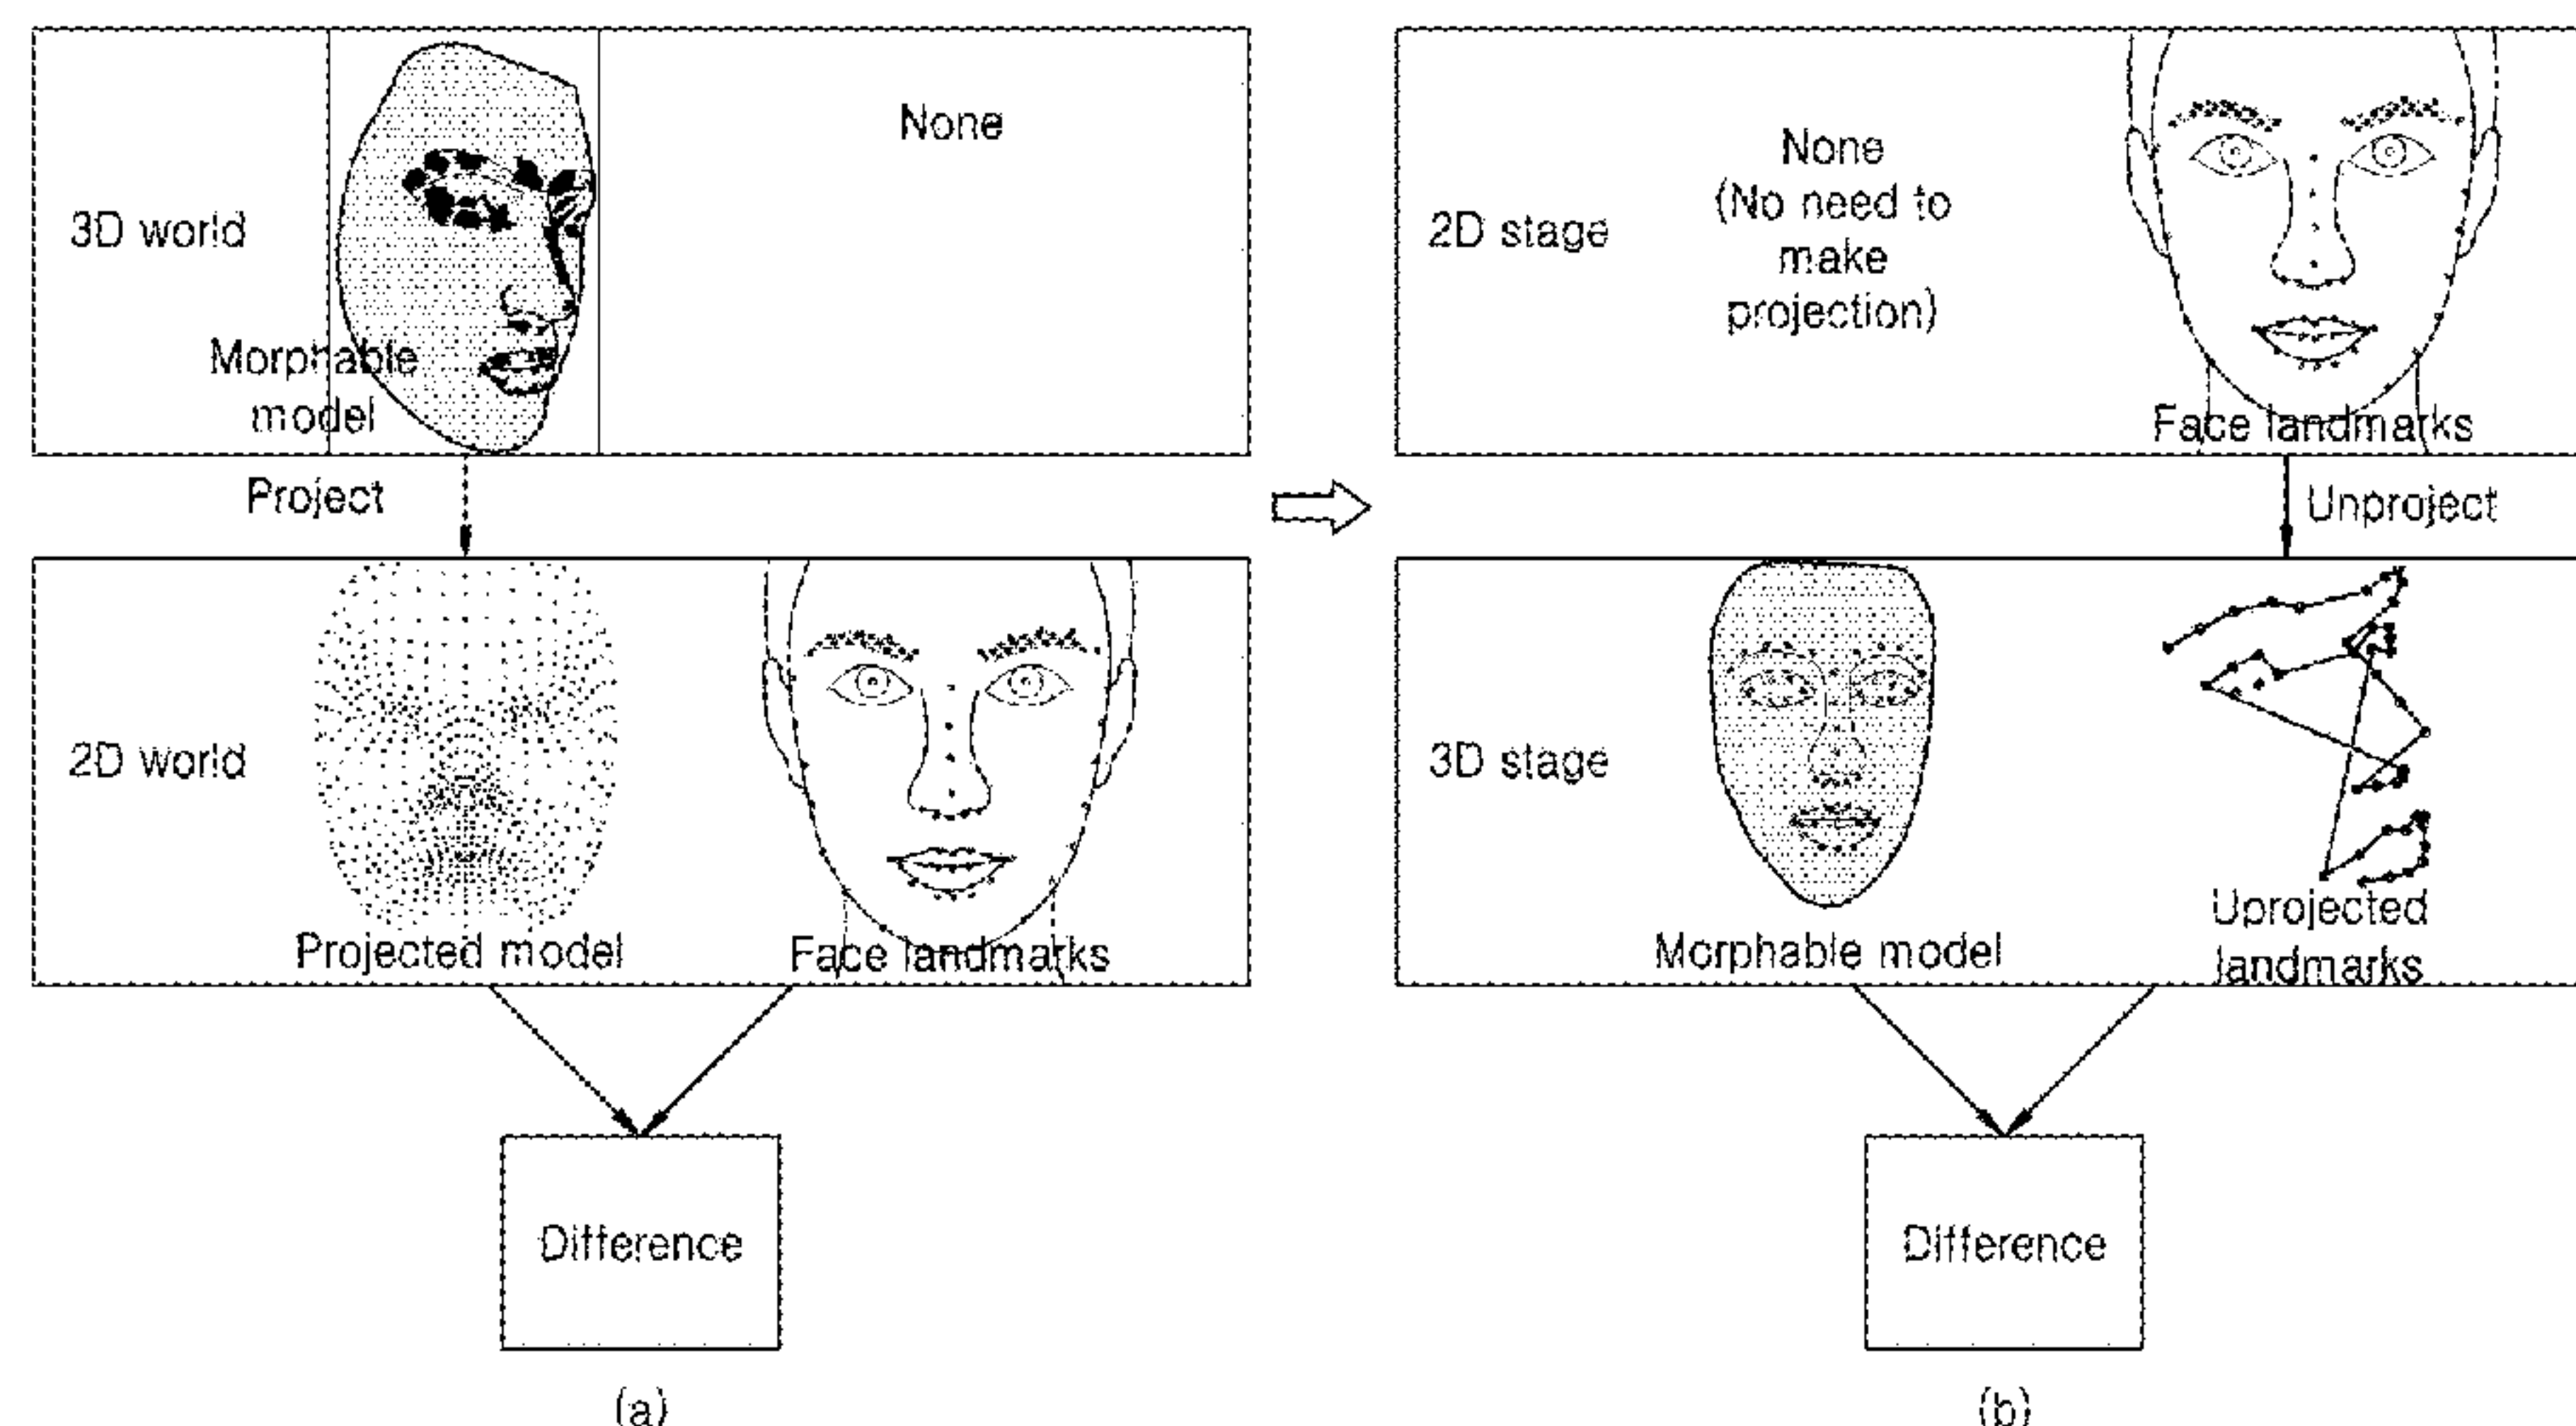 3D world
Morphable
model
None
Project
2D world
Projected model
Face landmarks
Difference
(a)
2D stage
None
(No need to
make
projection)
Face landmarks
Unproject
3D stage
Morphable model
Uprojected
landmarks
Difference
(b)